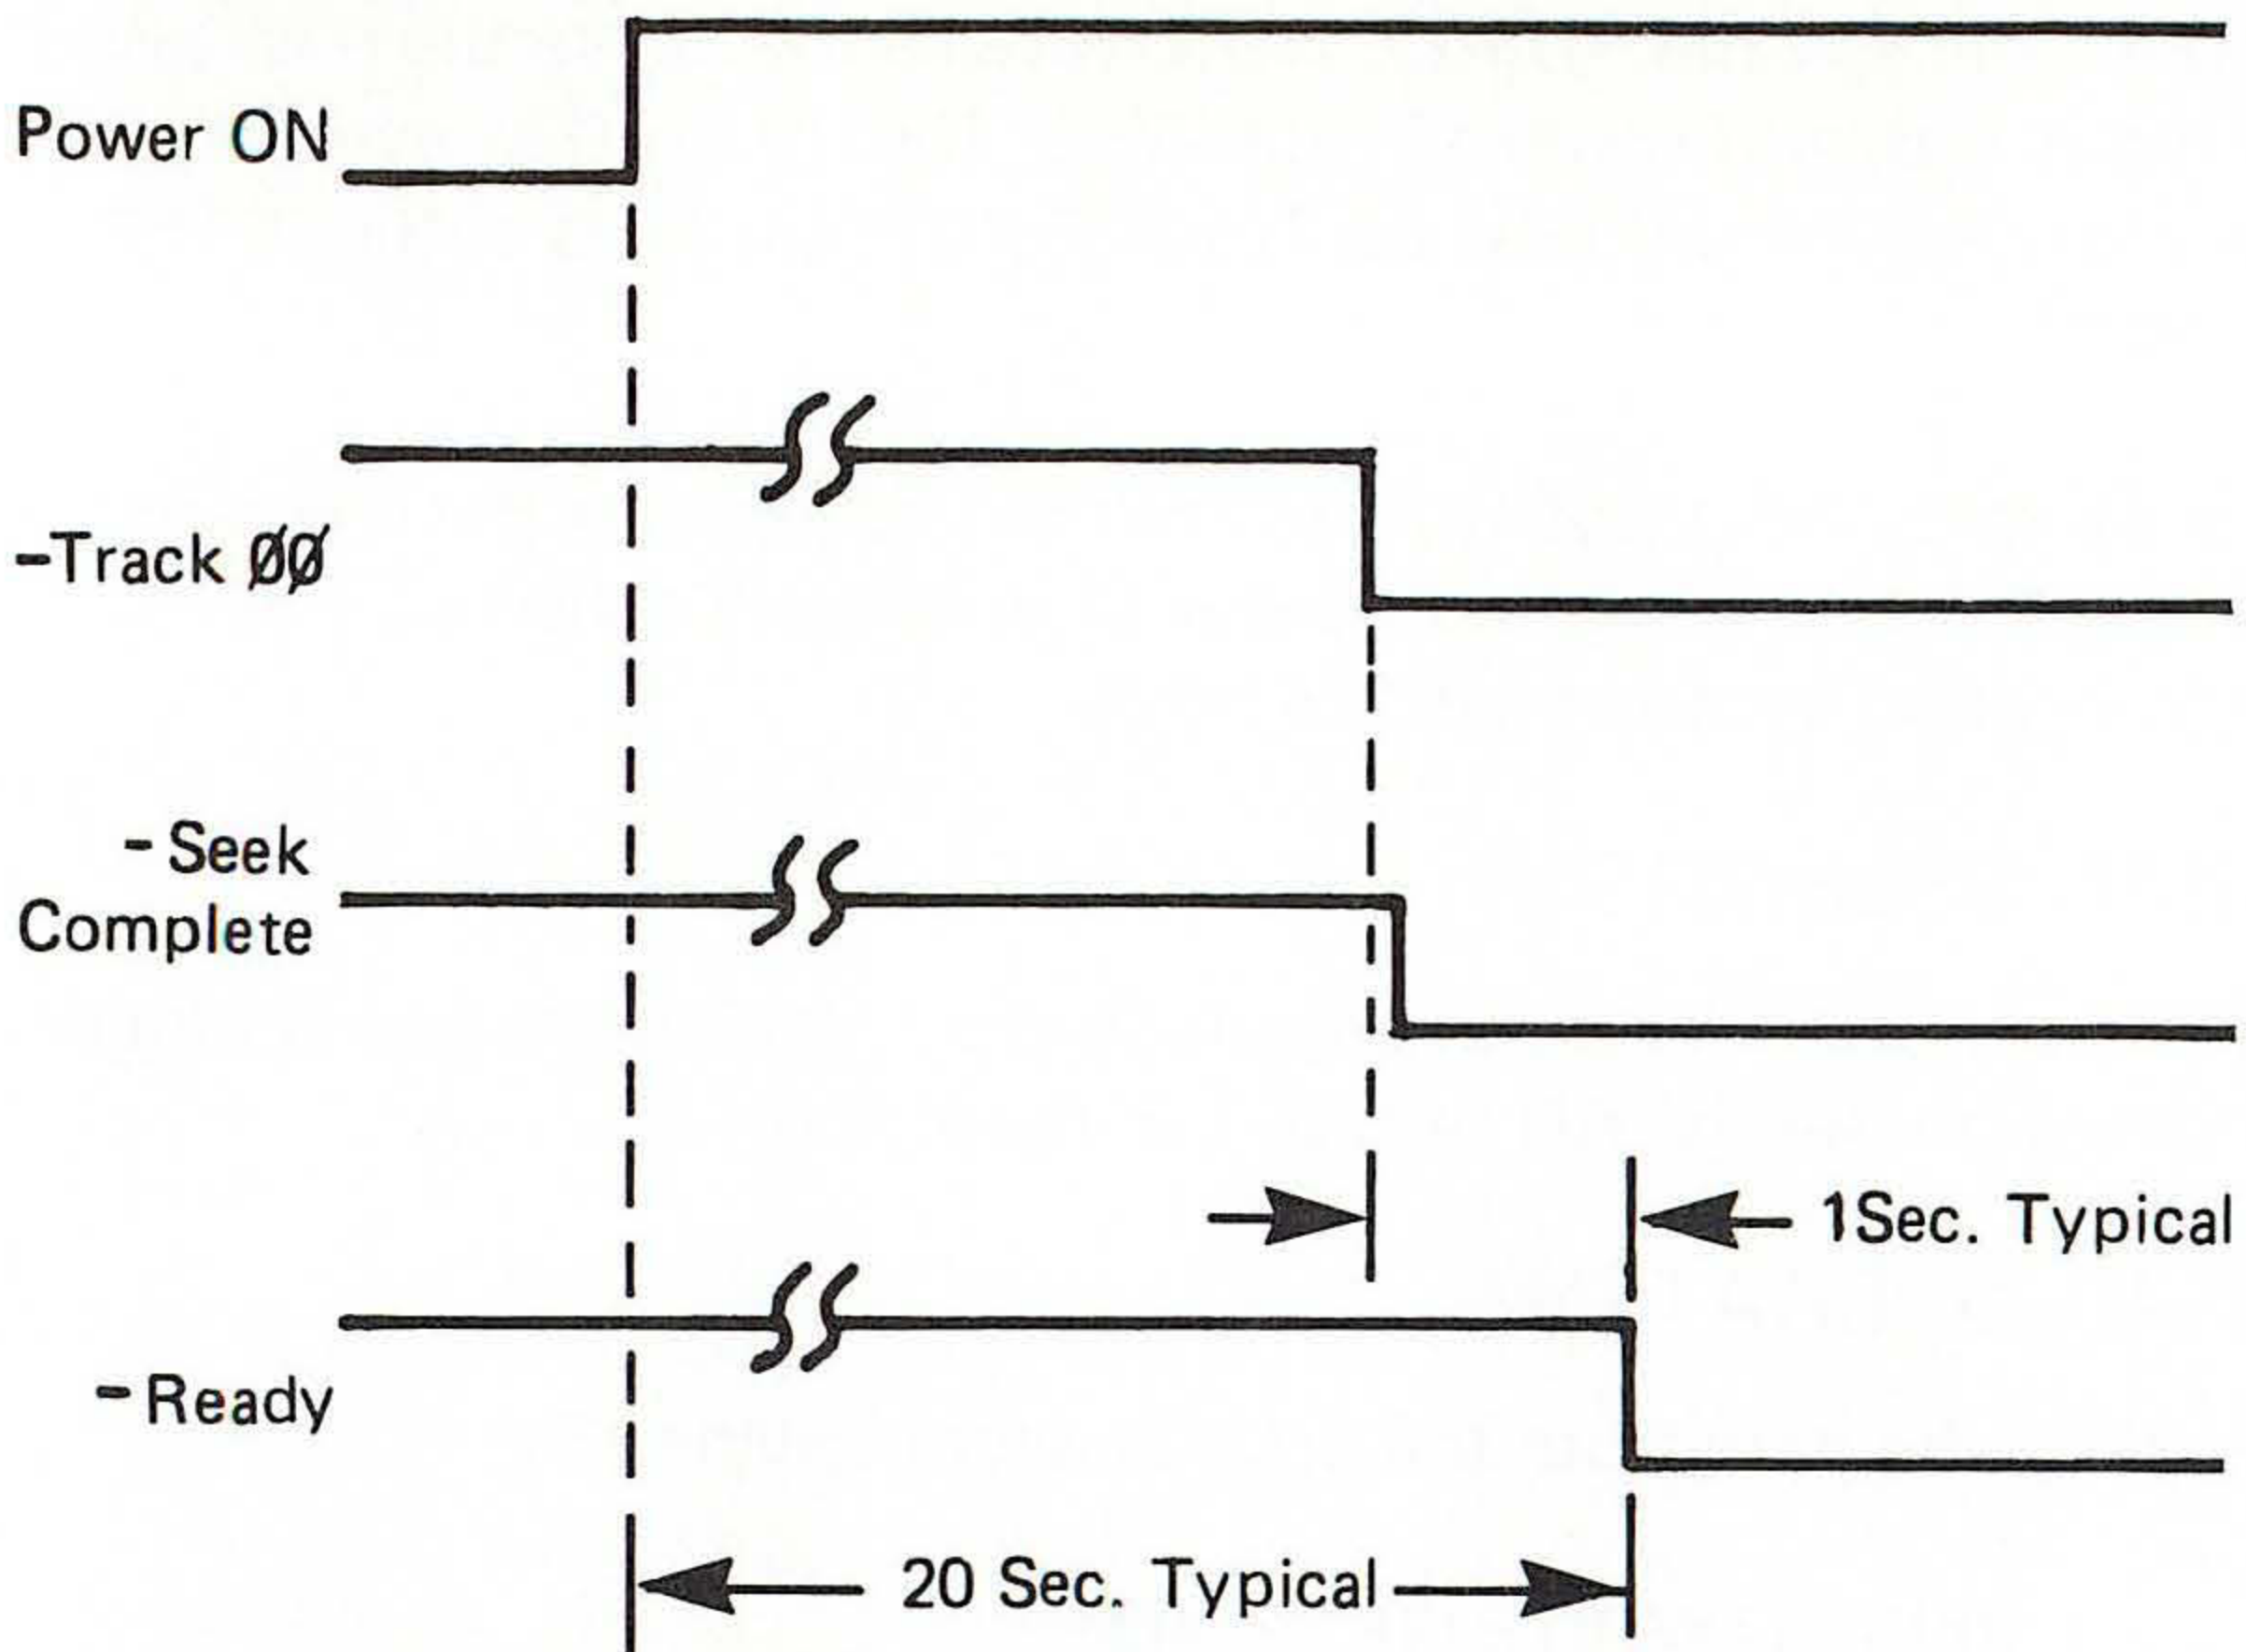 Power ON
-Track ØØ
-Seek
Complete
1Sec. Typical
-Ready
20 Sec. Typical